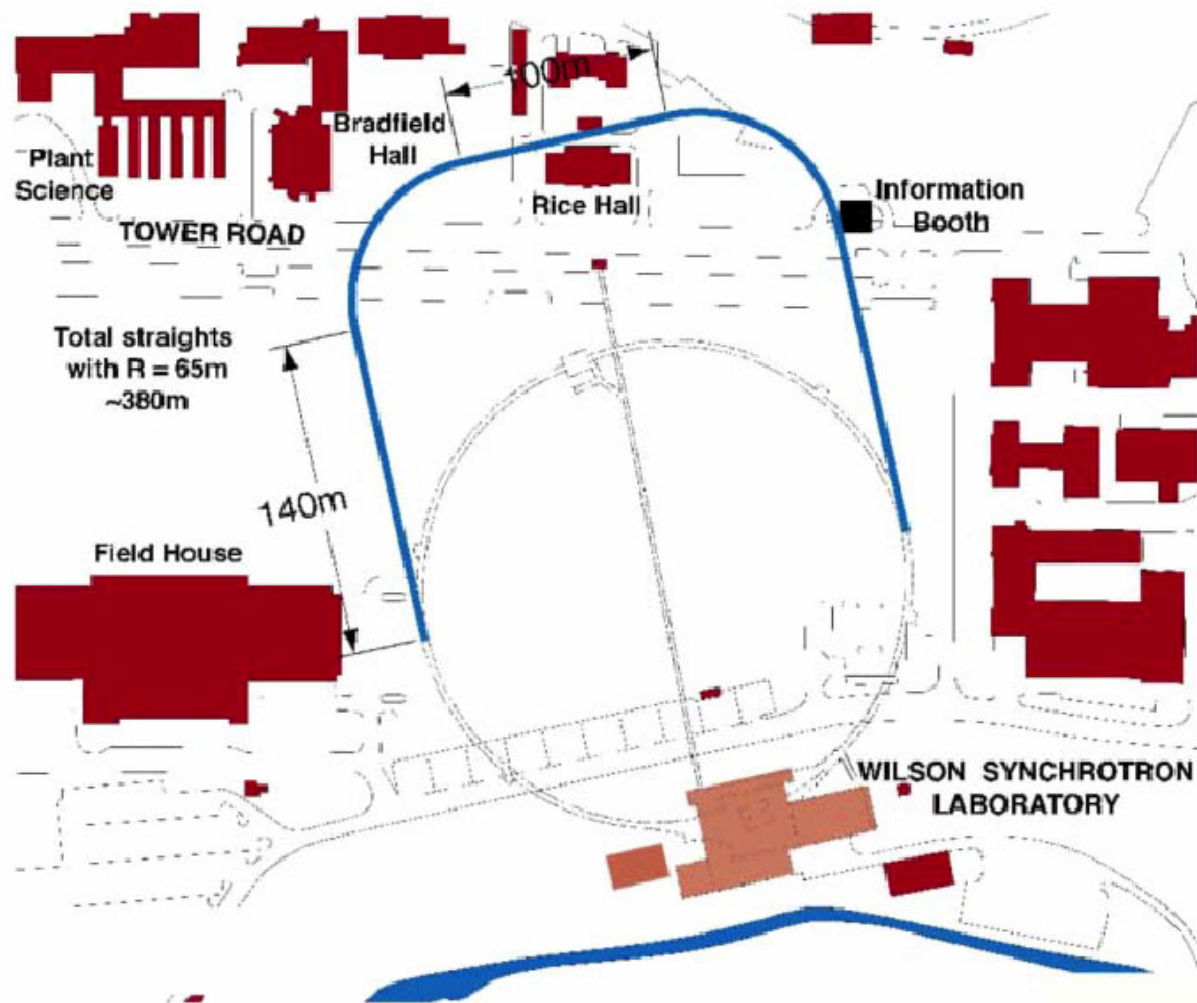 100m
Bradfield
Hall
Plant
Science
Rice Hall
Information
Booth
TOWER ROAD
Total straights
with R = 65m
~380m
140m
Field House
WILSON SYNCHROTRON
LABORATORY